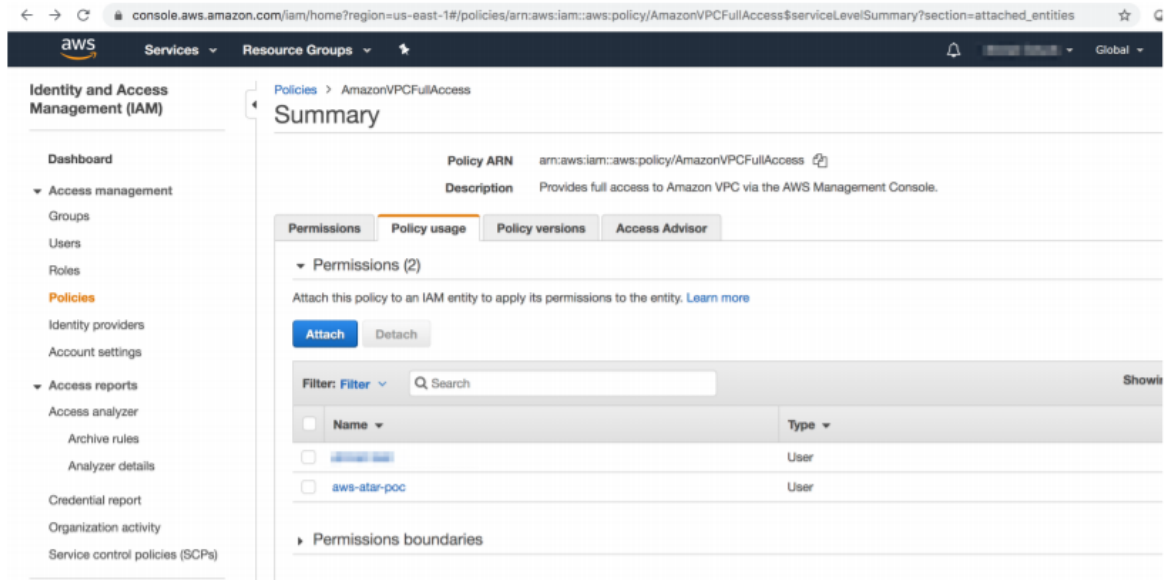 console.aws.amazon.com/iam/home?region=us-east-1#/policies/arn:aws:iam::aws:policy/AmazonVPCFullAccess$serviceLevelSummary?section=attached_entities
aws Services Resource Groups Global
Identity and Access Management (IAM)
Dashboard
Access management
Groups
Users
Roles
Policies
Identity providers
Account settings
Access reports
Access analyzer
Archive rules
Analyzer details
Credential report
Organization activity
Service control policies (SCPs)
Policies > AmazonVPCFullAccess
Summary
Policy ARN arn:aws:iam::aws:policy/AmazonVPCFullAccess
Description Provides full access to Amazon VPC via the AWS Management Console.
Permissions Policy usage Policy versions Access Advisor
Permissions (2)
Attach this policy to an IAM entity to apply its permissions to the entity. Learn more
Attach Detach
Filter: Filter Search
Name Type
User
aws-atar-poc User
Permissions boundaries